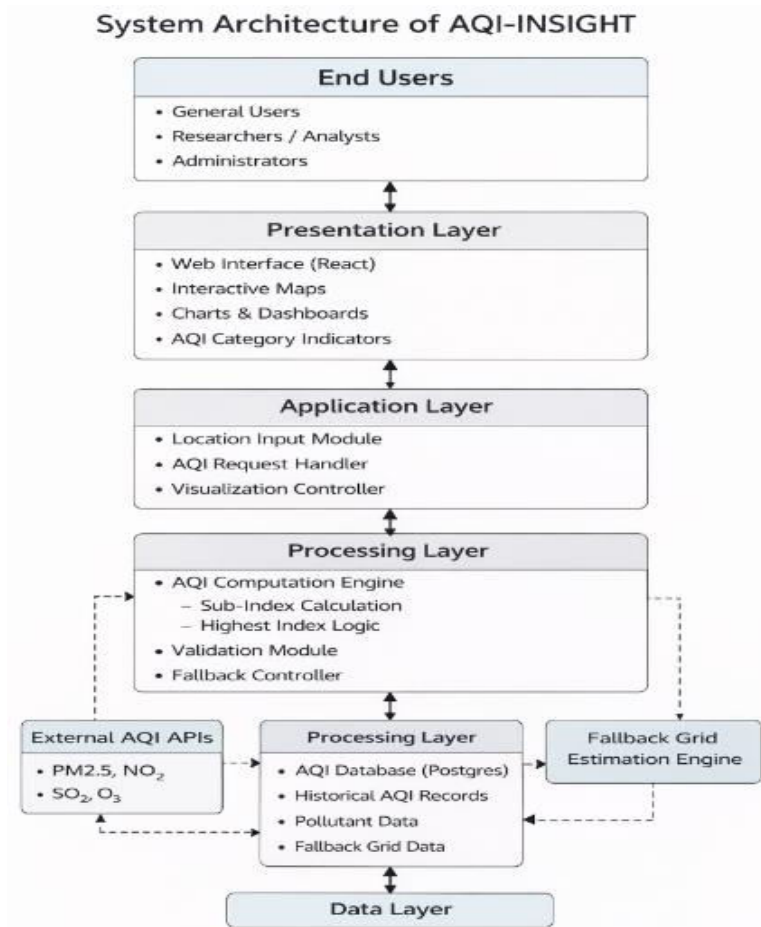 System Architecture of AQI-INSIGHT
End Users
• General Users
• Researchers / Analysts
• Administrators
Presentation Layer
• Web Interface (React)
• Interactive Maps
• Charts & Dashboards
• AQI Category Indicators
Application Layer
• Location Input Module
• AQI Request Handler
• Visualization Controller
Processing Layer
• AQI Computation Engine
– Sub-Index Calculation
– Highest Index Logic
• Validation Module
• Fallback Controller
External AQI APIs
• PM2.5, NO₂
• SO₂, O₃
Processing Layer
• AQI Database (Postgres)
• Historical AQI Records
• Pollutant Data
• Fallback Grid Data
Fallback Grid
Estimation Engine
Data Layer